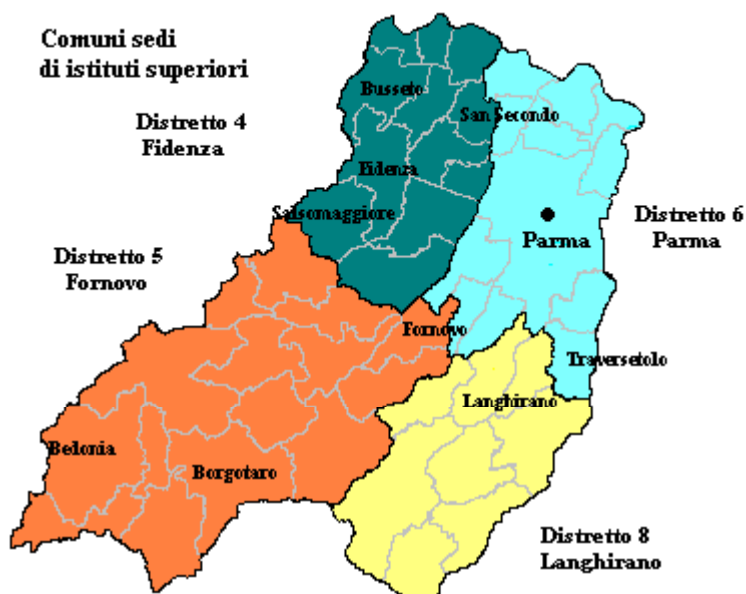 Comuni sedi
di istituti superiori
Busseto
San Secondo
Distretto 4
Fidenza
Fidenza
Salsomaggiore
Distretto 6
Parma
Parma
Distretto 5
Fornovo
Fornovo
Traversetolo
Langhirano
Bedonia
Borgotaro
Distretto 8
Langhirano